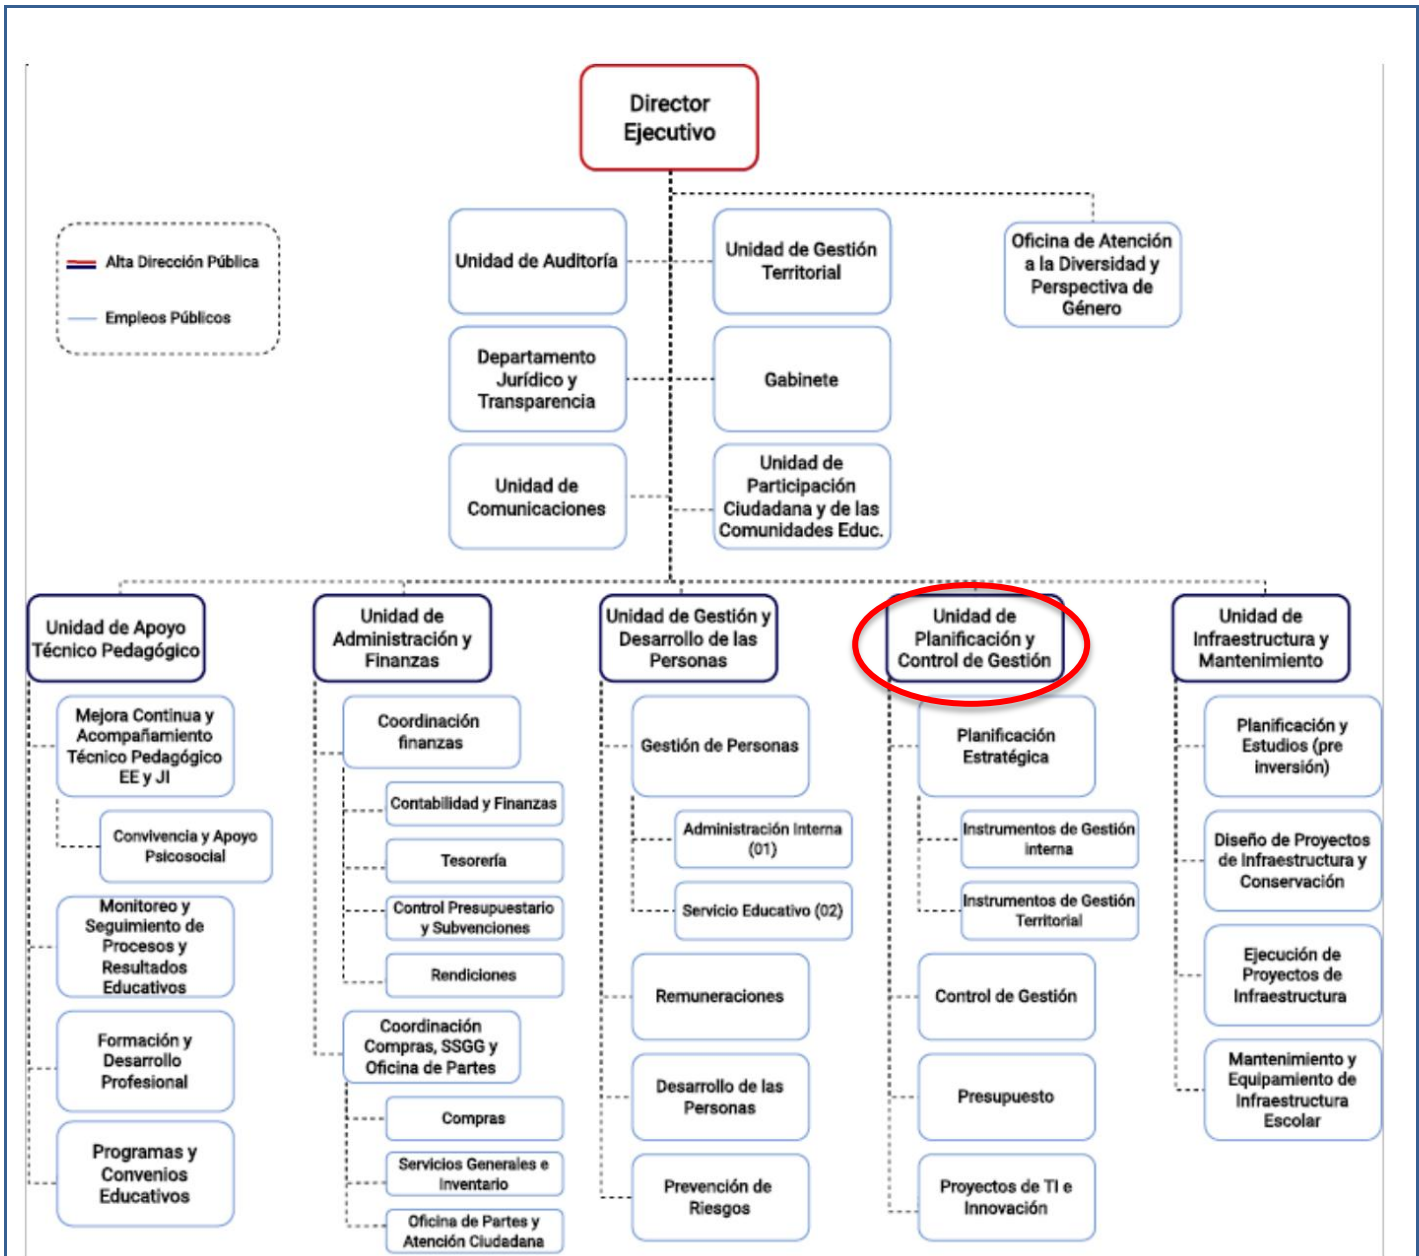 Director
Ejecutivo
Alta Dirección Pública
Empleos Públicos
Unidad de Auditoría
Unidad de Gestión
Territorial
Oficina de Atención
a la Diversidad y
Perspectiva de
Género
Departamento
Jurídico y
Transparencia
Gabinete
Unidad de
Comunicaciones
Unidad de
Participación
Ciudadana y de las
Comunidades Educ.
Unidad de Apoyo
Técnico Pedagógico
Mejora Continua y
Acompañamiento
Técnico Pedagógico
EE y JI
Convivencia y Apoyo
Psicosocial
Monitoreo y
Seguimiento de
Procesos y
Resultados
Educativos
Formación y
Desarrollo
Profesional
Programas y
Convenios
Educativos
Unidad de
Administración y
Finanzas
Coordinación
finanzas
Contabilidad y Finanzas
Tesorería
Control Presupuestario
y Subvenciones
Rendiciones
Coordinación
Compras, SSGG y
Oficina de Partes
Compras
Servicios Generales e
Inventario
Oficina de Partes y
Atención Ciudadana
Unidad de Gestión y
Desarrollo de las
Personas
Gestión de Personas
Administración Interna
(01)
Servicio Educativo (02)
Remuneraciones
Desarrollo de las
Personas
Prevención de
Riesgos
Unidad de
Planificación y
Control de Gestión
Planificación
Estratégica
Instrumentos de Gestión
interna
Instrumentos de Gestión
Territorial
Control de Gestión
Presupuesto
Proyectos de TI e
Innovación
Unidad de
Infraestructura y
Mantenimiento
Planificación y
Estudios (pre
inversión)
Diseño de Proyectos
de Infraestructura y
Conservación
Ejecución de
Proyectos de
Infraestructura
Mantenimiento y
Equipamiento de
Infraestructura
Escolar